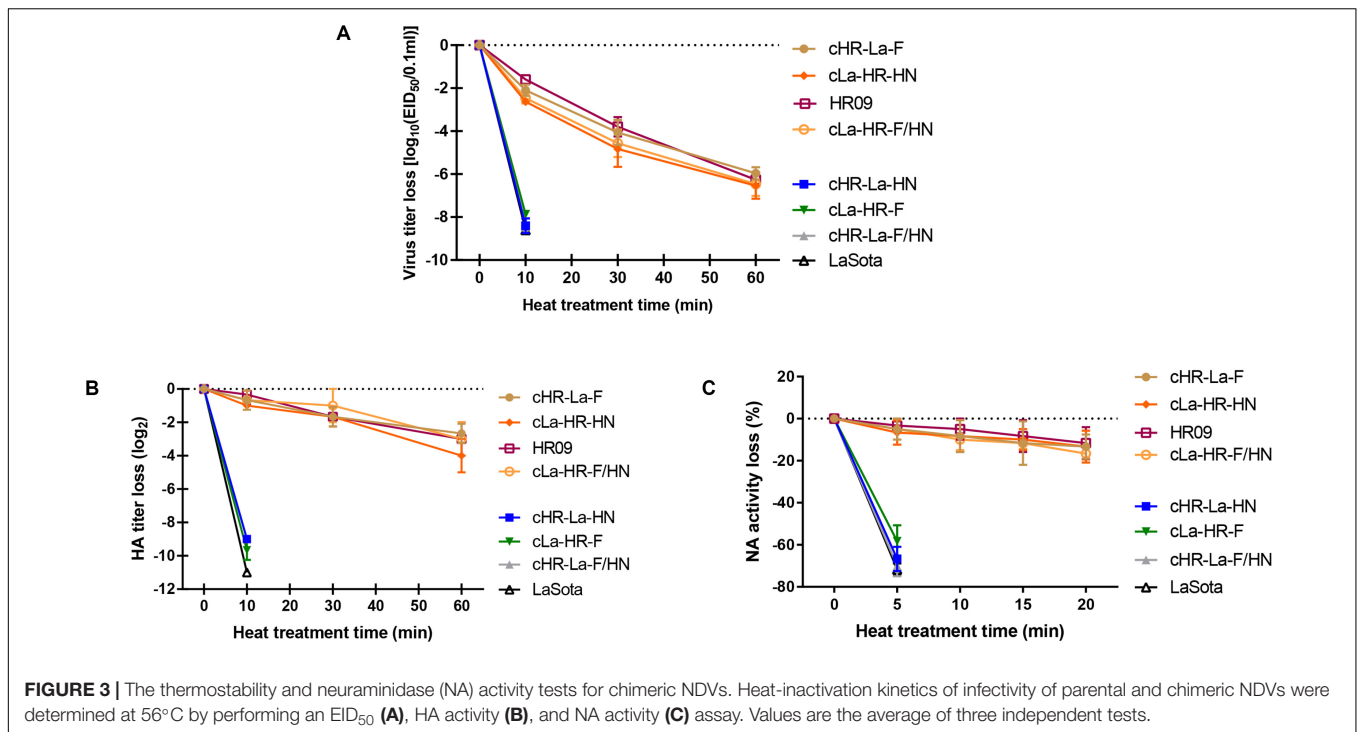 A
Virus titer loss [log10(EID50/0.1ml)]
0
-2
-4
-6
-8
-10
0 10 20 30 40 50 60
Heat treatment time (min)
cHR-La-F
cLa-HR-HN
HR09
cLa-HR-F/HN
cHR-La-HN
cLa-HR-F
cHR-La-F/HN
LaSota
B
HA titer loss (log2)
0
-2
-4
-6
-8
-10
-12
0 10 20 30 40 50 60
Heat treatment time (min)
cHR-La-F
cLa-HR-HN
HR09
cLa-HR-F/HN
cHR-La-HN
cLa-HR-F
cHR-La-F/HN
LaSota
C
NA activity loss (%)
20
0
-20
-40
-60
-80
0 5 10 15 20
Heat treatment time (min)
cHR-La-F
cLa-HR-HN
HR09
cLa-HR-F/HN
cHR-La-HN
cLa-HR-F
cHR-La-F/HN
LaSota
FIGURE 3 | The thermostability and neuraminidase (NA) activity tests for chimeric NDVs. Heat-inactivation kinetics of infectivity of parental and chimeric NDVs were
determined at 56°C by performing an EID50 (A), HA activity (B), and NA activity (C) assay. Values are the average of three independent tests.